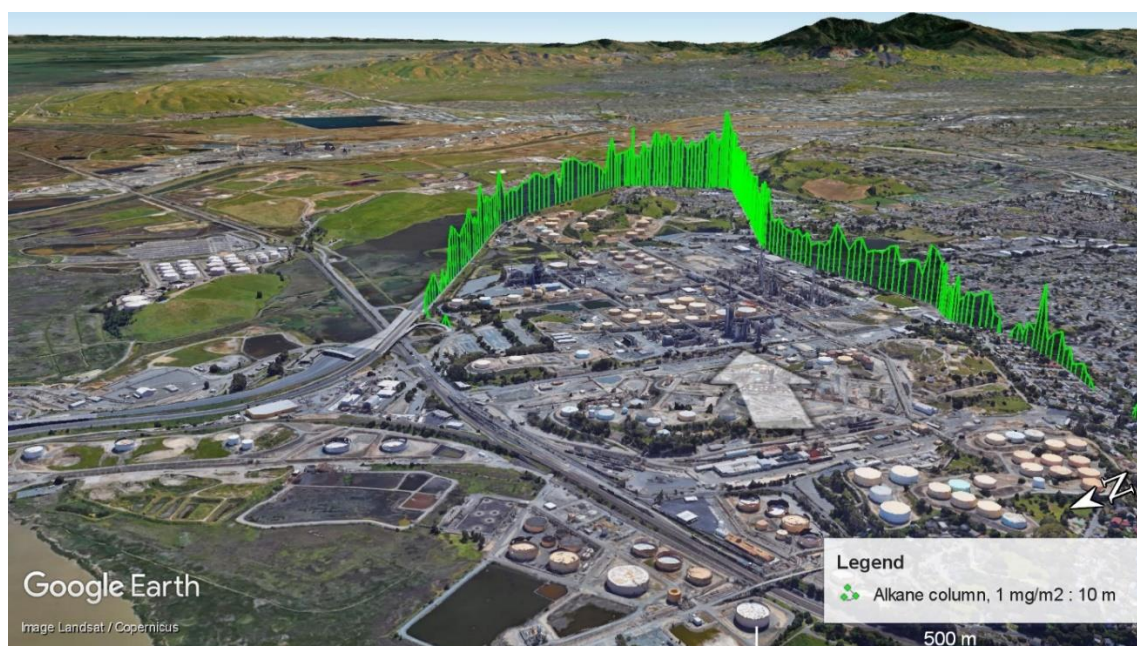 N
Legend
Alkane column, 1 mg/m2 : 10 m
Google Earth
Image Landsat / Copernicus
500 m